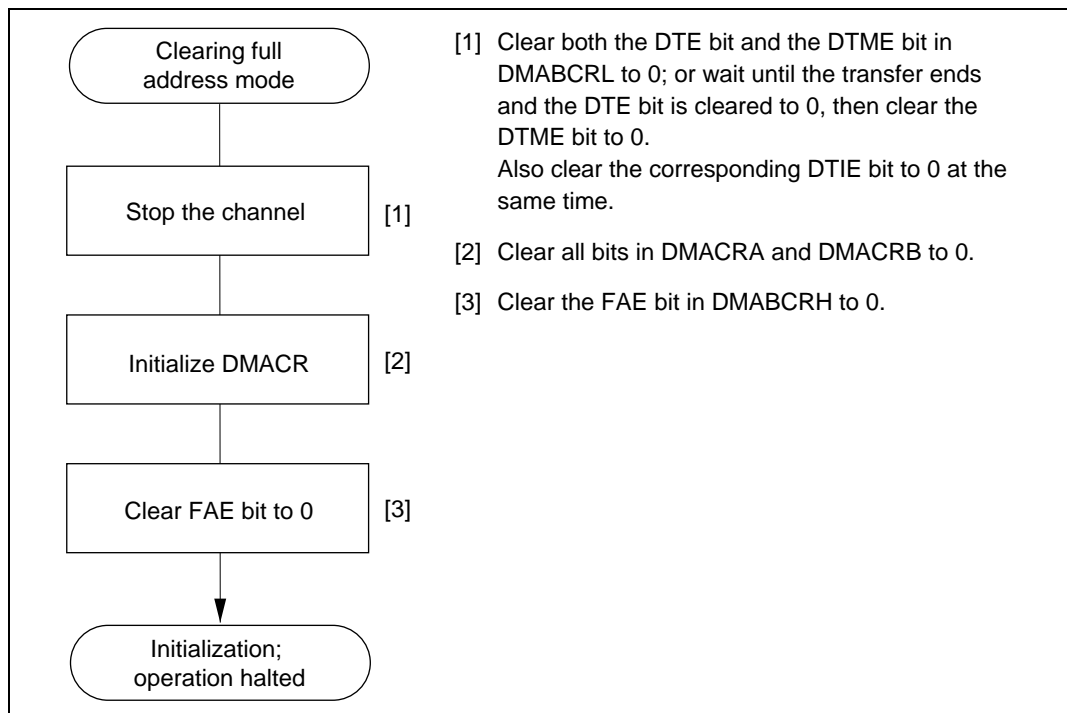 Clearing full
address mode
Stop the channel
[1]
Initialize DMACR
[2]
Clear FAE bit to 0
[3]
Initialization;
operation halted
[1] Clear both the DTE bit and the DTME bit in
DMABCRL to 0; or wait until the transfer ends
and the DTE bit is cleared to 0, then clear the
DTME bit to 0.
Also clear the corresponding DTIE bit to 0 at the
same time.
[2] Clear all bits in DMACRA and DMACRB to 0.
[3] Clear the FAE bit in DMABCRH to 0.